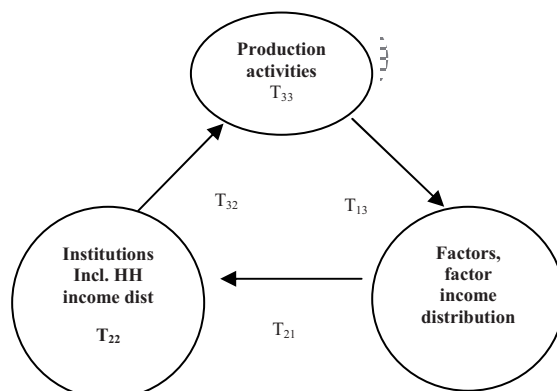 Production
activities
T₃₃
T₃₂
T₁₃
Institutions
Incl. HH
income dist
T₂₂
Factors,
factor
income
distribution
T₂₁